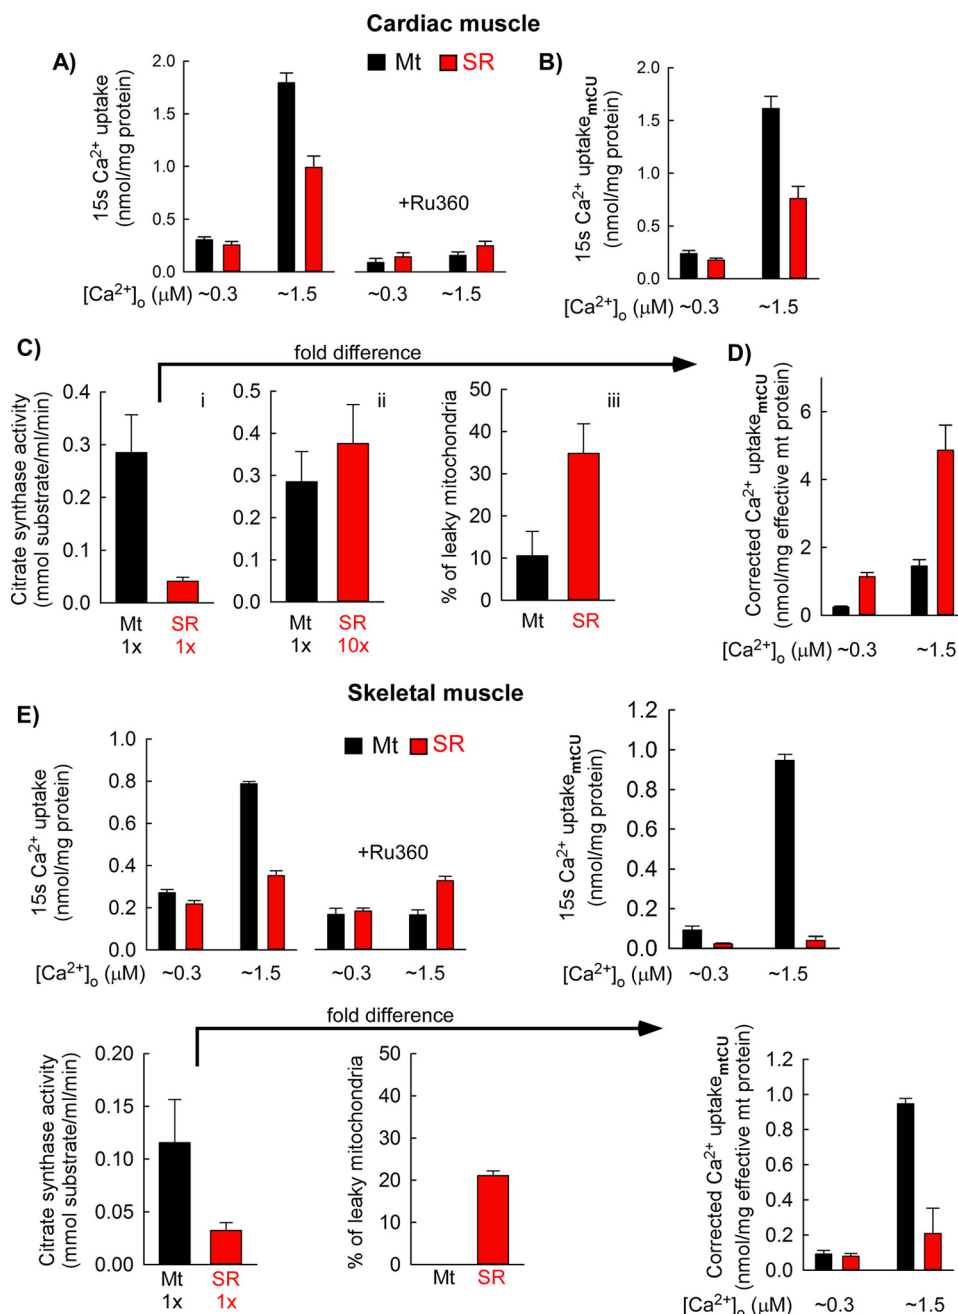 Cardiac muscle
A)
Mt SR
B)
15s Ca2+ uptake
(nmol/mg protein)
2.0
1.5
1.0
0.5
0.0
+Ru360
[Ca2+]o (μM) ~0.3 ~1.5 ~0.3 ~1.5
15s Ca2+ uptakemtCU
(nmol/mg protein)
2.0
1.5
1.0
0.5
0.0
[Ca2+]o (μM) ~0.3 ~1.5
C)
fold difference
D)
Citrate synthase activity
(mmol substrate/ml/min)
0.4
0.3
0.2
0.1
0.0
i
Mt SR
1x 1x
0.5
0.4
0.3
0.2
0.1
0.0
ii
Mt SR
1x 10x
% of leaky mitochondria
50
40
30
20
10
0
iii
Mt SR
Corrected Ca2+ uptakemtCU
(nmol/mg effective mt protein)
6
4
2
0
[Ca2+]o (μM) ~0.3 ~1.5
Skeletal muscle
E)
Mt SR
15s Ca2+ uptake
(nmol/mg protein)
1.0
0.8
0.6
0.4
0.2
0.0
+Ru360
[Ca2+]o (μM) ~0.3 ~1.5 ~0.3 ~1.5
15s Ca2+ uptakemtCU
(nmol/mg protein)
1.2
1.0
0.8
0.6
0.4
0.2
0.0
[Ca2+]o (μM) ~0.3 ~1.5
fold difference
Citrate synthase activity
(mmol substrate/ml/min)
0.20
0.15
0.10
0.05
0.00
Mt SR
1x 1x
% of leaky mitochondria
50
40
30
20
10
0
Mt SR
Corrected Ca2+ uptakemtCU
(nmol/mg effective mt protein)
1.2
1.0
0.8
0.6
0.4
0.2
0.0
[Ca2+]o (μM) ~0.3 ~1.5